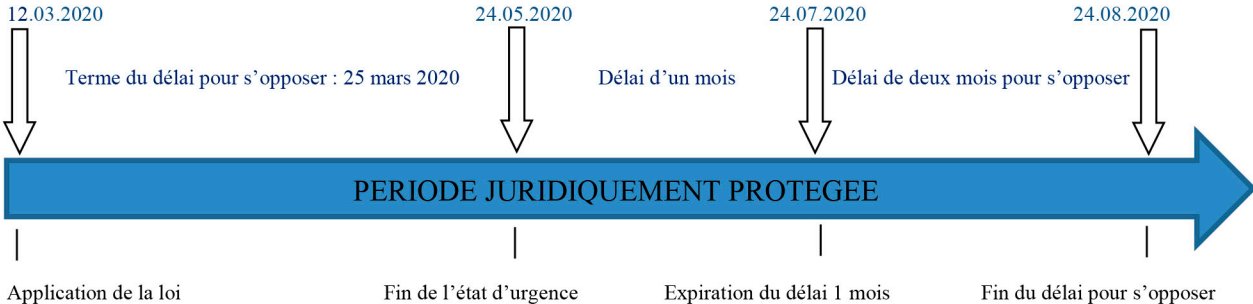 12.03.2020
24.05.2020
24.07.2020
24.08.2020
Terme du délai pour s’opposer : 25 mars 2020
Délai d’un mois
Délai de deux mois pour s’opposer
PERIODE JURIDIQUEMENT PROTEGEE
Application de la loi
Fin de l’état d’urgence
Expiration du délai 1 mois
Fin du délai pour s’opposer